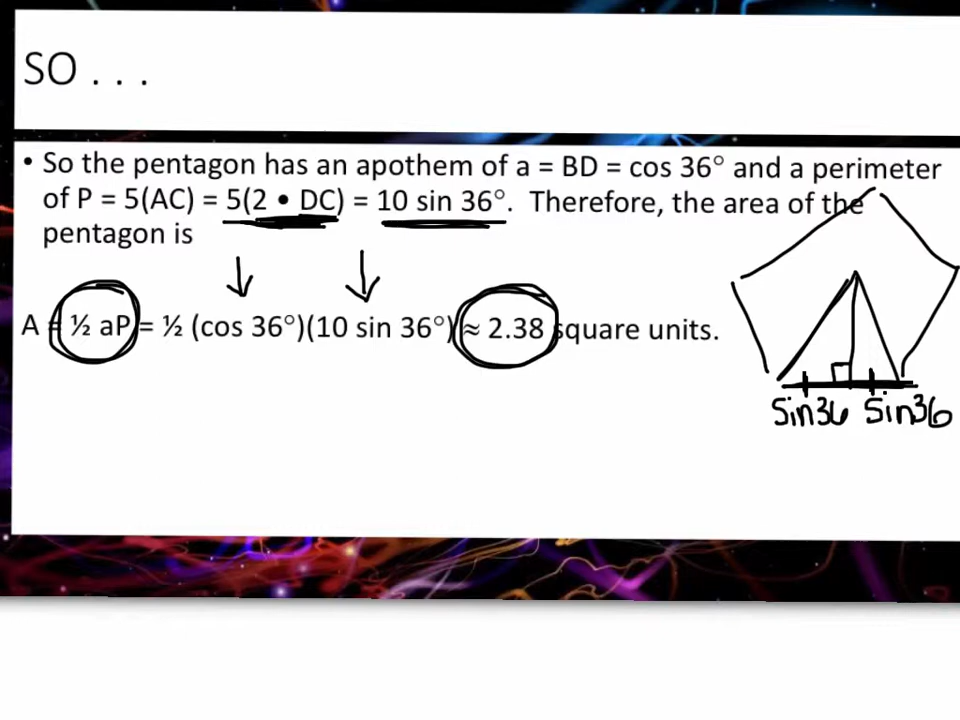 SO . . .
• So the pentagon has an apothem of a = BD = cos 36° and a perimeter
of P = 5(AC) = 5(2 • DC) = 10 sin 36°. Therefore, the area of the
pentagon is
A = ½ aP = ½ (cos 36°)(10 sin 36°) ≈ 2.38 square units.
Sin36 Sin36